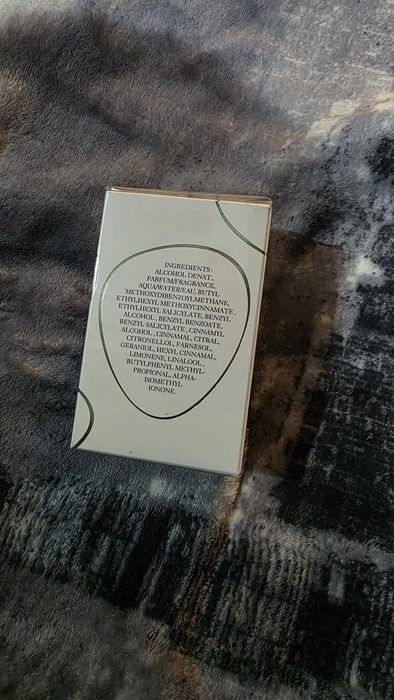 INGREDIENTS:
ALCOHOL DENAT.,
PARFUM/FRAGRANCE,
AQUA/WATER/EAU, BUTYL
METHOXYDIBENZOYLMETHANE,
ETHYLHEXYL METHOXYCINNAMATE ,
ETHYLHEXYL SALICYLATE, BENZYL
ALCOHOL , BENZYL BENZOATE,
BENZYL SALICYLATE , CINNAMYL
ALCOHOL , CINNAMAL, CITRAL,
CITRONELLOL, FARNESOL,
GERANIOL, HEXYL CINNAMAL,
LIMONENE, LINALOOL ,
BUTYLPHENYL METHYL-
PROPIONAL, ALPHA-
ISOMETHYL
IONONE.